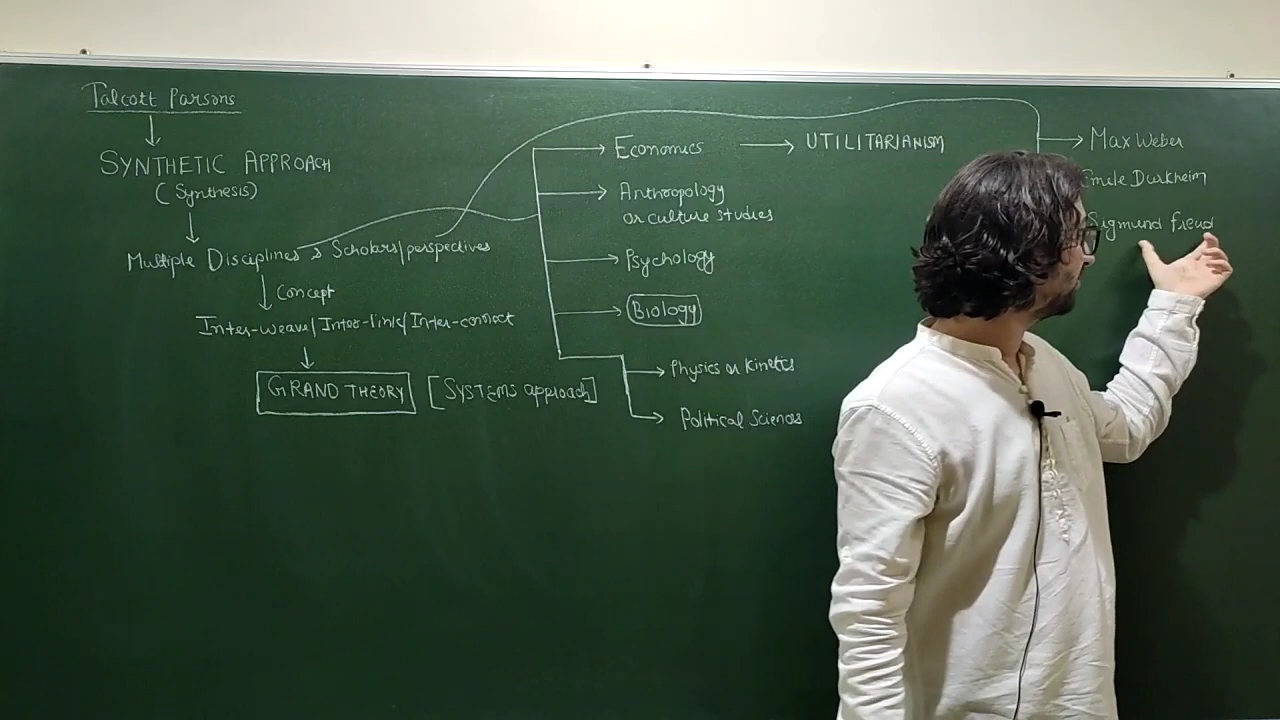 Talcott Parsons
SYNTHETIC APPROACH
(Synthesis)
Multiple Disciplines & Scholars/perspectives
Concept
Inter-weave/Inter-link/Inter-connect
GRAND THEORY [SYSTEMS approach]
Economics → UTILITARIANISM
Anthropology
or culture studies
Psychology
Biology
Physics or Kinetics
Political Sciences
Max Weber
Emile Durkheim
Sigmund freud